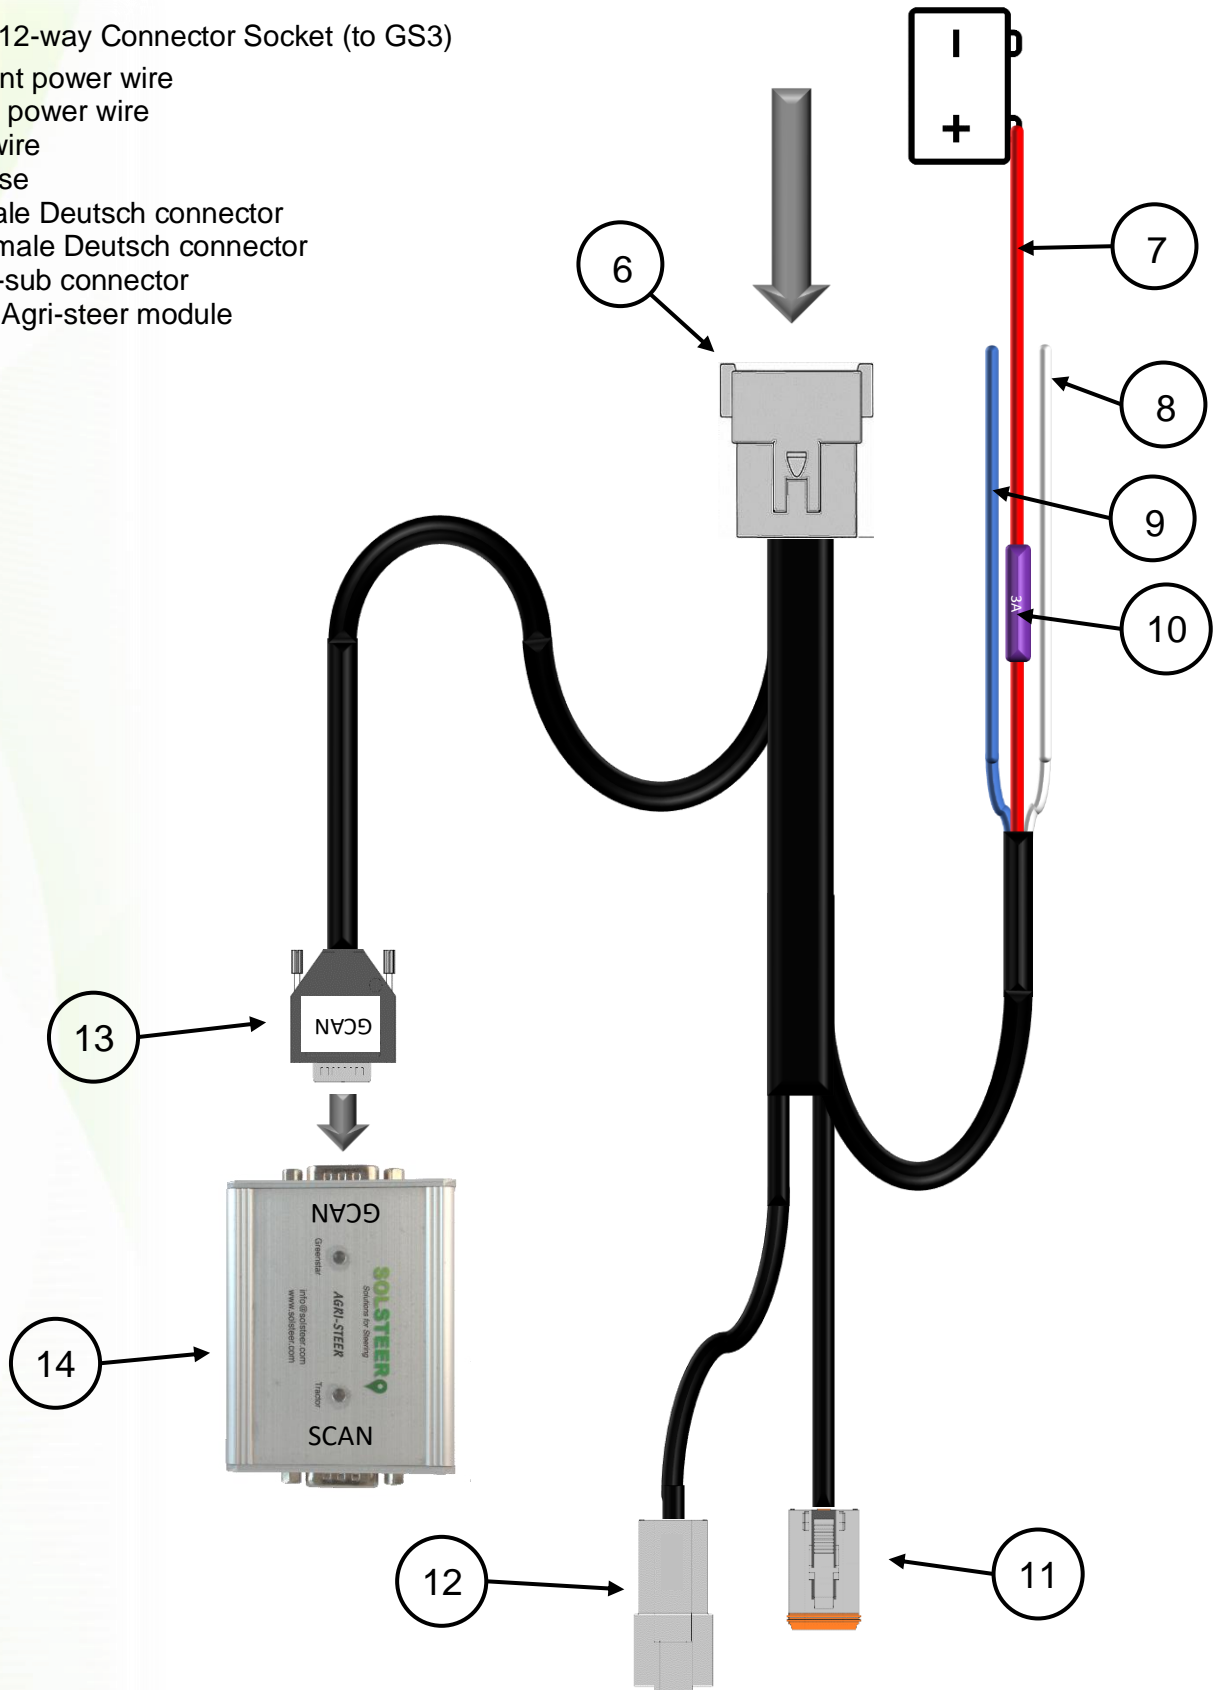 12-way Connector Socket (to GS3)
nt power wire
power wire
wire
se
ale Deutsch connector
male Deutsch connector
-sub connector
Agri-steer module
6
7
8
9
3A
10
13
GCAN
GCAN
Greenstar
SOLSTEER
Solutions for Steering
AGRI-STEER
info@solsteer.com
www.solsteer.com
Tractor
SCAN
14
12
11